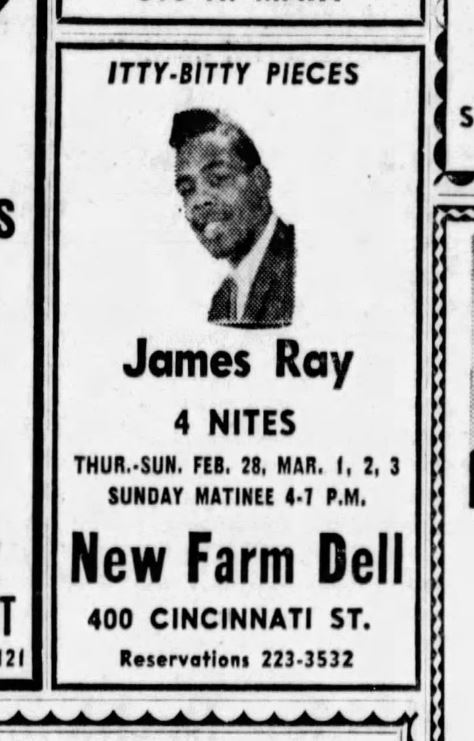 ITTY-BITTY PIECES
James Ray
4 NITES
THUR.-SUN. FEB. 28, MAR. 1, 2, 3
SUNDAY MATINEE 4-7 P.M.
New Farm Dell
400 CINCINNATI ST.
Reservations 223-3532
S
S
T
121